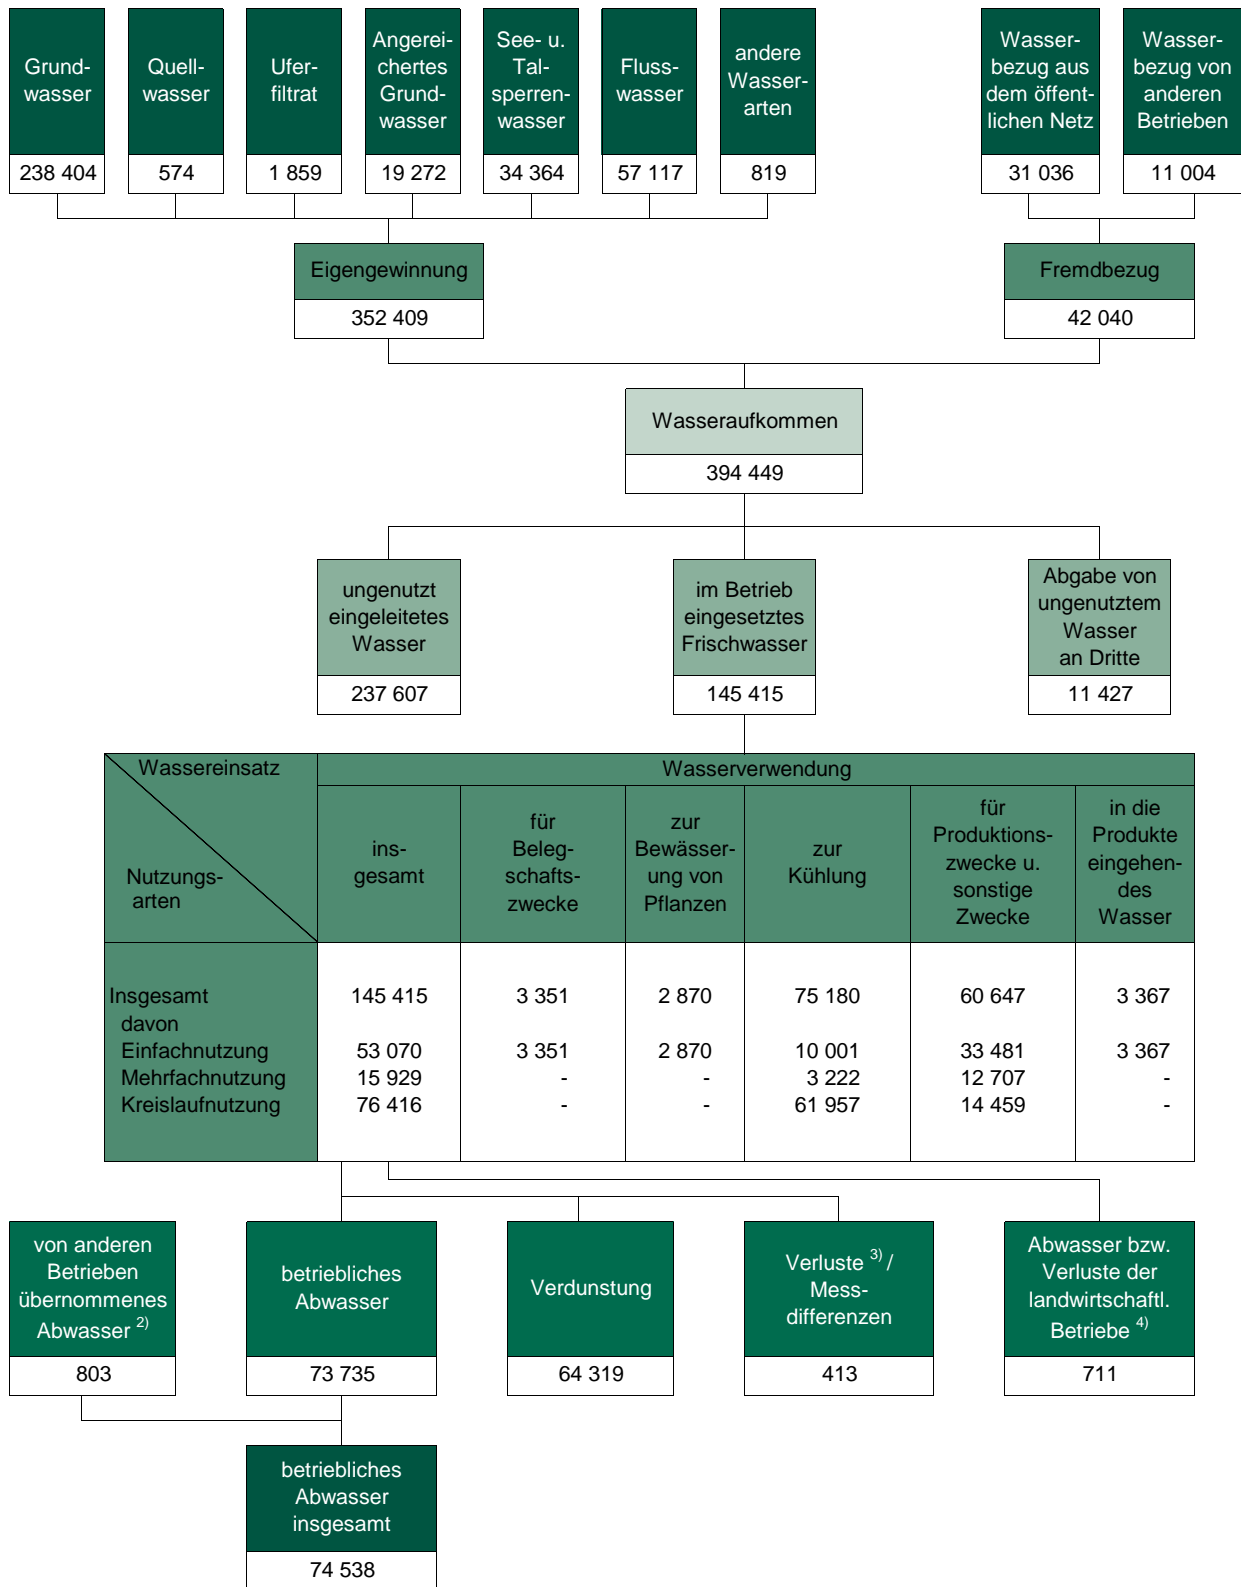 Grund-
wasser
238 404
Quell-
wasser
574
Ufer-
filtrat
1 859
Angerei-
chertes
Grund-
wasser
19 272
See- u.
Tal-
sperren-
wasser
34 364
Fluss-
wasser
57 117
andere
Wasser-
arten
819
Wasser-
bezug aus
dem öffent-
lichen Netz
31 036
Wasser-
bezug von
anderen
Betrieben
11 004
Eigengewinnung
352 409
Fremdbezug
42 040
Wasseraufkommen
394 449
ungenutzt
eingeleitetes
Wasser
237 607
im Betrieb
eingesetztes
Frischwasser
145 415
Abgabe von
ungenutztem
Wasser
an Dritte
11 427
Wassereinsatz
Nutzungs-
arten
Wasserverwendung
ins-
gesamt
für
Beleg-
schafts-
zwecke
zur
Bewässer-
ung von
Pflanzen
zur
Kühlung
für
Produktions-
zwecke u.
sonstige
Zwecke
in die
Produkte
eingehen-
des
Wasser
Insgesamt 145 415 3 351 2 870 75 180 60 647 3 367
davon
Einfachnutzung 53 070 3 351 2 870 10 001 33 481 3 367
Mehrfachnutzung 15 929 - - 3 222 12 707 -
Kreislaufnutzung 76 416 - - 61 957 14 459 -
von anderen
Betrieben
übernommenes
Abwasser 2)
803
betriebliches
Abwasser
73 735
Verdunstung
64 319
Verluste 3) /
Mess-
differenzen
413
Abwasser bzw.
Verluste der
landwirtschaftl.
Betriebe 4)
711
betriebliches
Abwasser
insgesamt
74 538